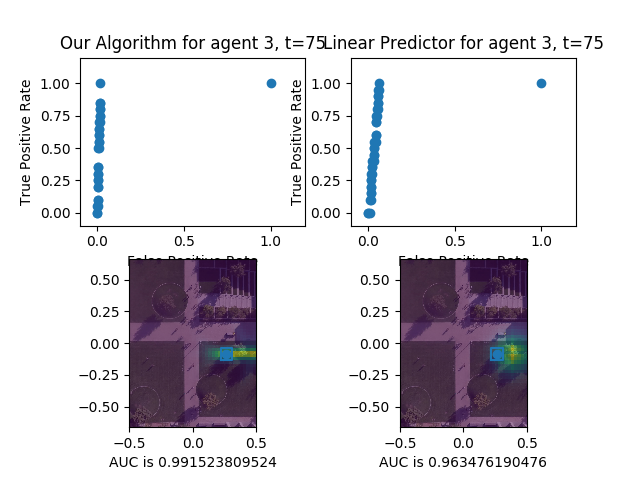 Our Algorithm for agent 3, t=75
Linear Predictor for agent 3, t=75
True Positive Rate
1.00
0.75
0.50
0.25
0.00
0.0 0.5 1.0
False Positive Rate
True Positive Rate
1.00
0.75
0.50
0.25
0.00
0.0 0.5 1.0
False Positive Rate
0.50
0.25
0.00
−0.25
−0.50
−0.5 0.0 0.5
AUC is 0.991523809524
0.50
0.25
0.00
−0.25
−0.50
−0.5 0.0 0.5
AUC is 0.963476190476